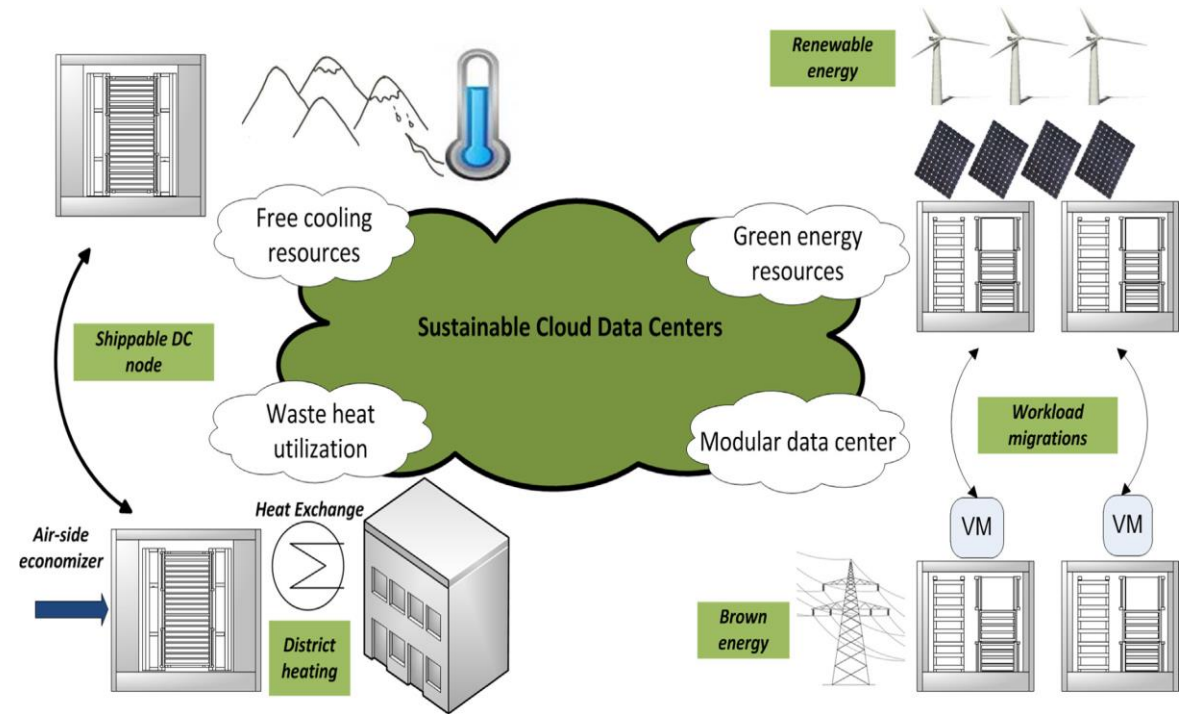 Renewable
energy
Free cooling
resources
Green energy
resources
Sustainable Cloud Data Centers
Shippable DC
node
Waste heat
utilization
Modular data center
Workload
migrations
Heat Exchange
Air-side
economizer
VM
VM
District
heating
Brown
energy